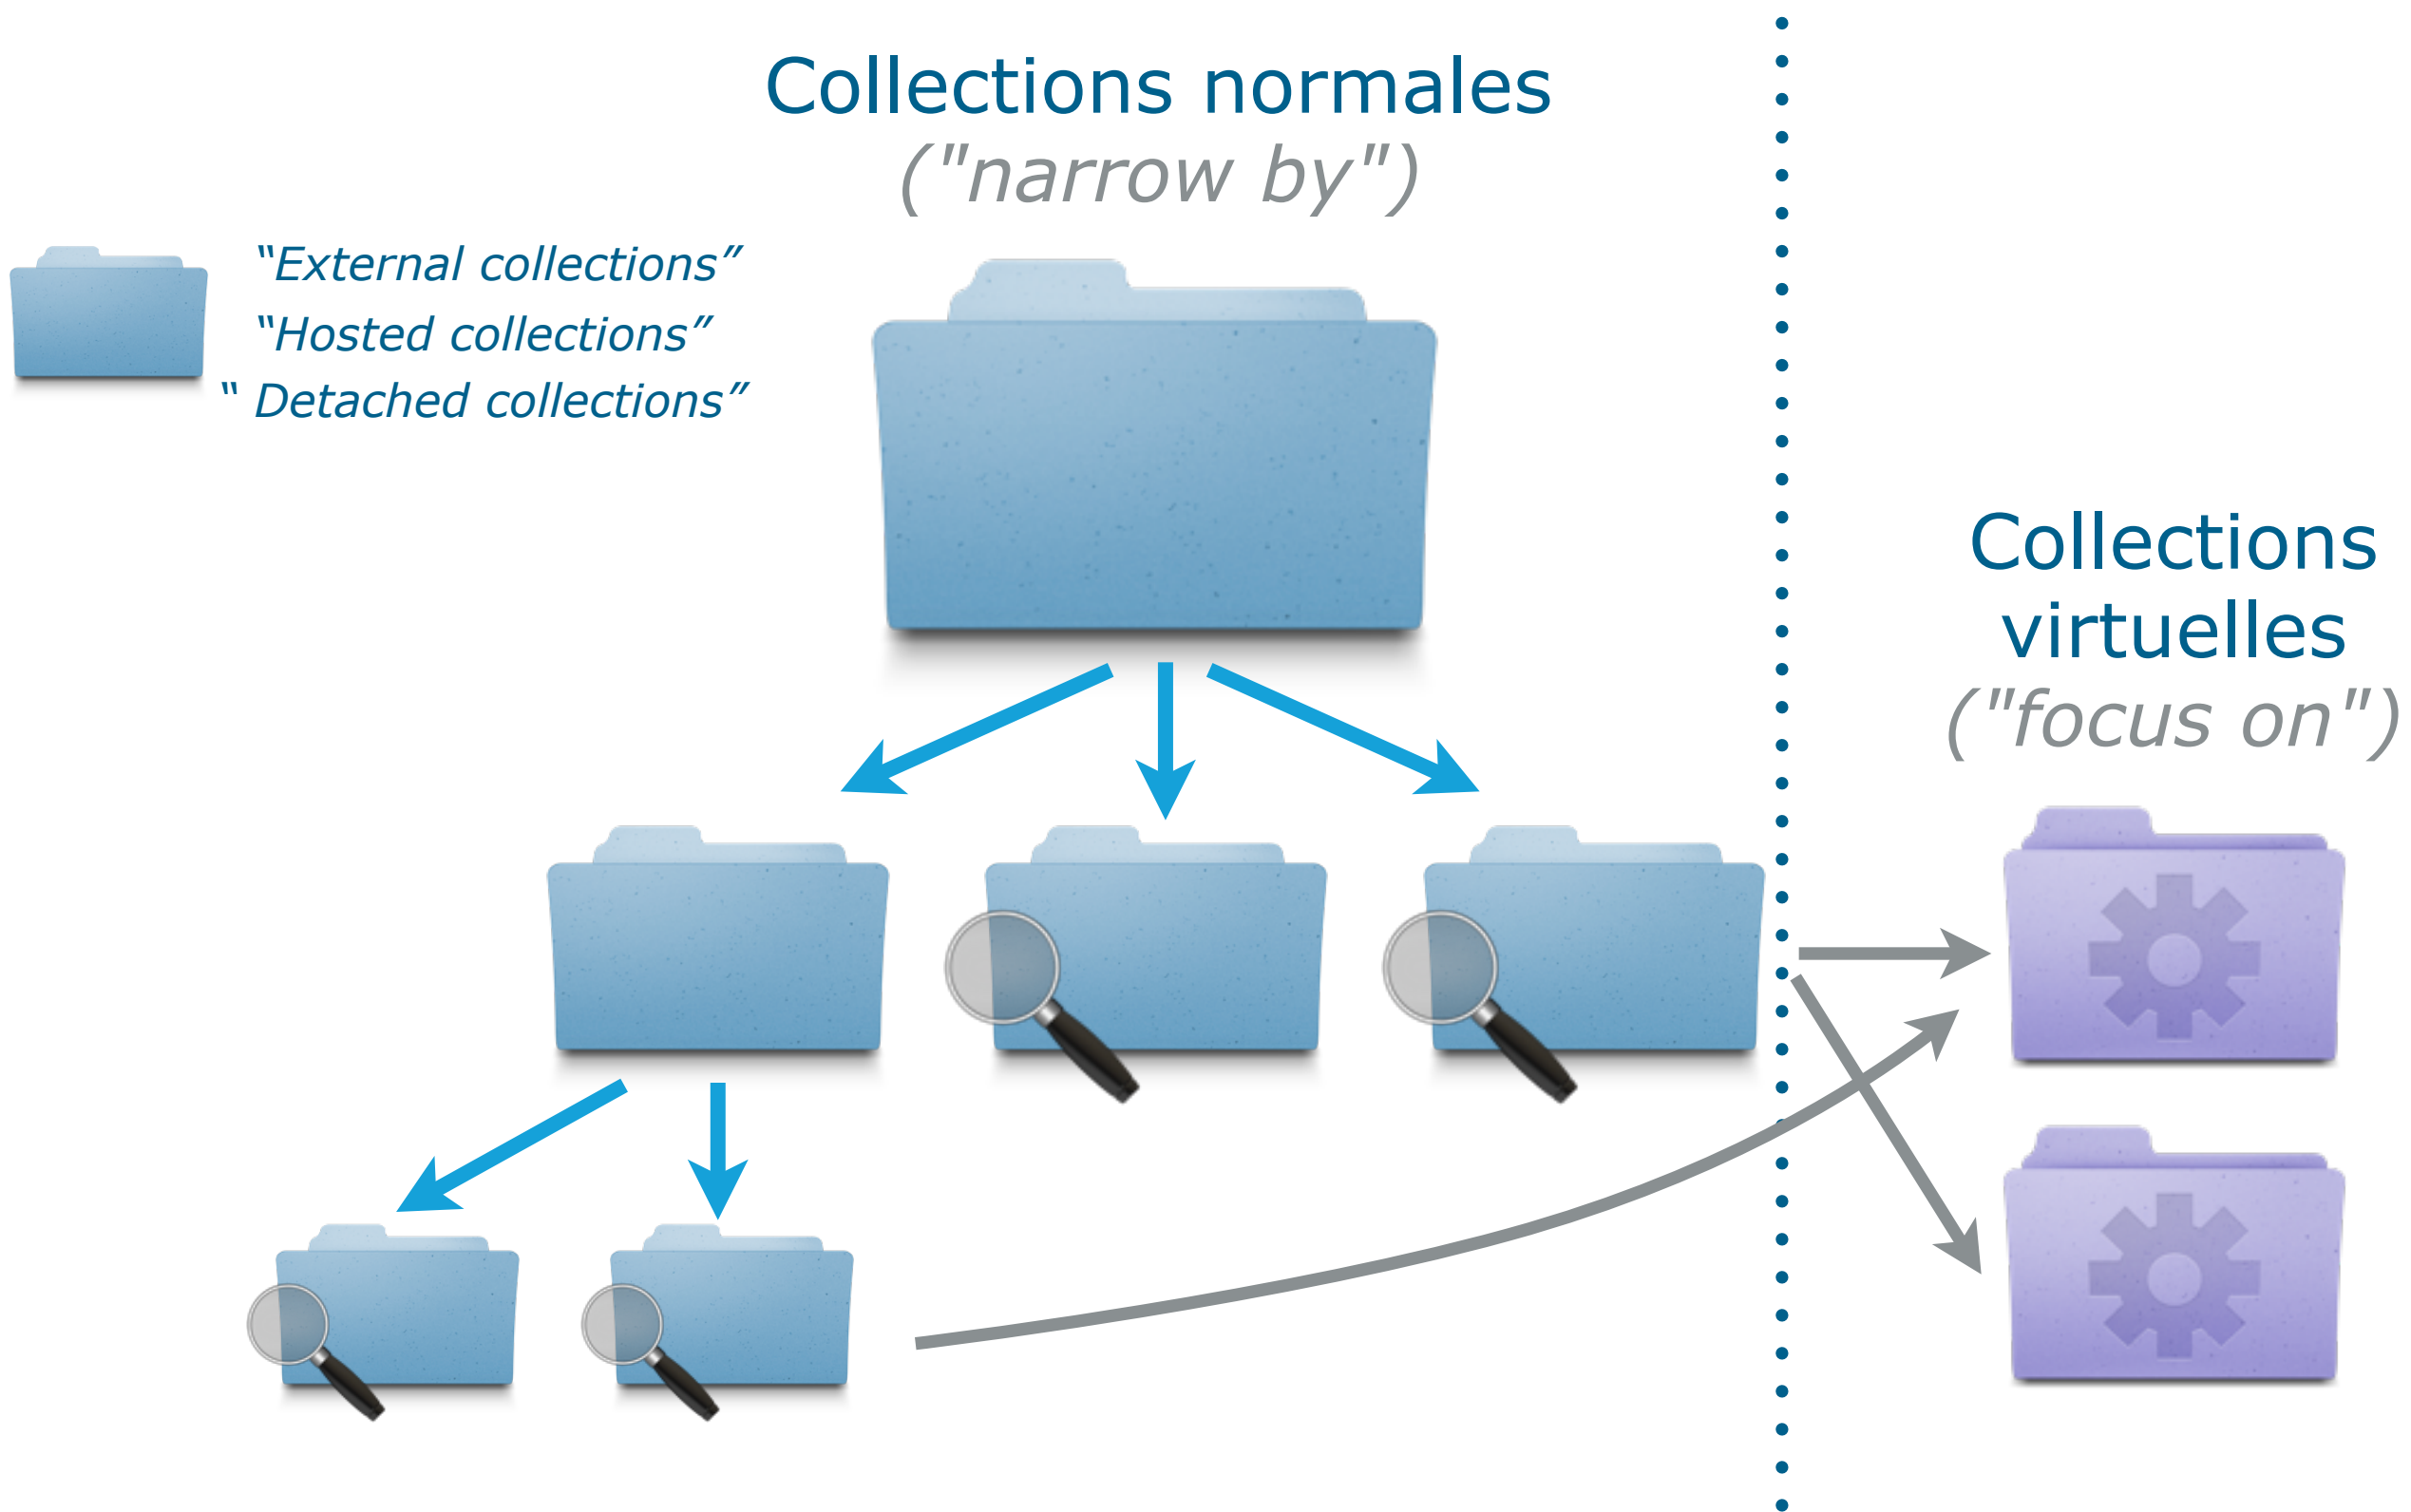 Collections normales
("narrow by")
“External collections”
“Hosted collections”
“ Detached collections”
Collections
virtuelles
("focus on")